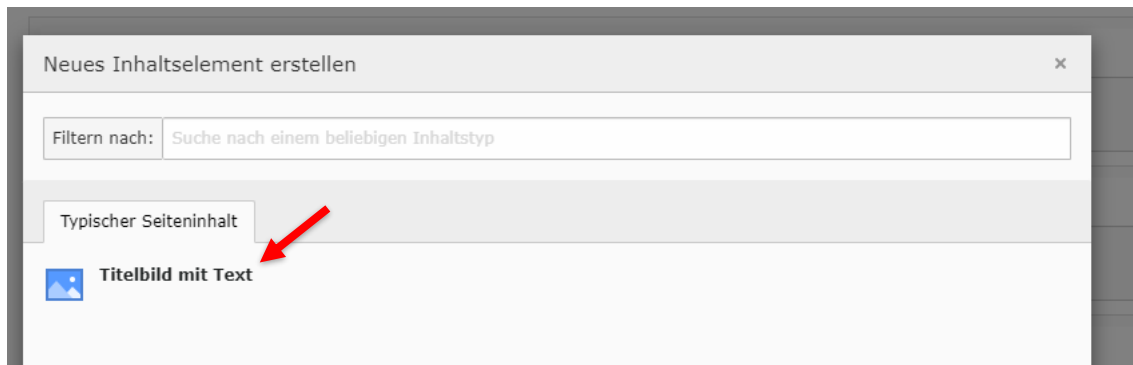 Neues Inhaltselement erstellen ×
Filtern nach: Suche nach einem beliebigen Inhaltstyp
Typischer Seiteninhalt
Titelbild mit Text